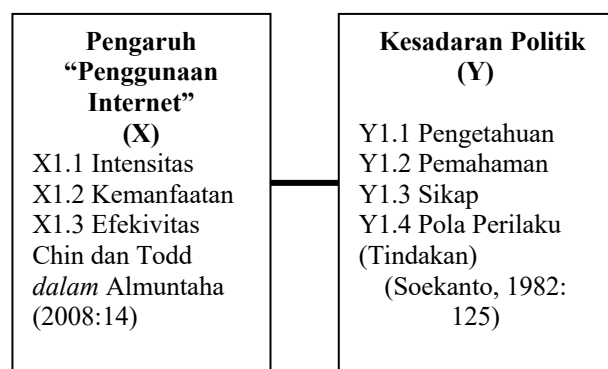 Pengaruh
“Penggunaan
Internet”
(X)
X1.1 Intensitas
X1.2 Kemanfaatan
X1.3 Efekivitas
Chin dan Todd
dalam Almuntaha
(2008:14)
Kesadaran Politik
(Y)
Y1.1 Pengetahuan
Y1.2 Pemahaman
Y1.3 Sikap
Y1.4 Pola Perilaku
(Tindakan)
(Soekanto, 1982:
125)